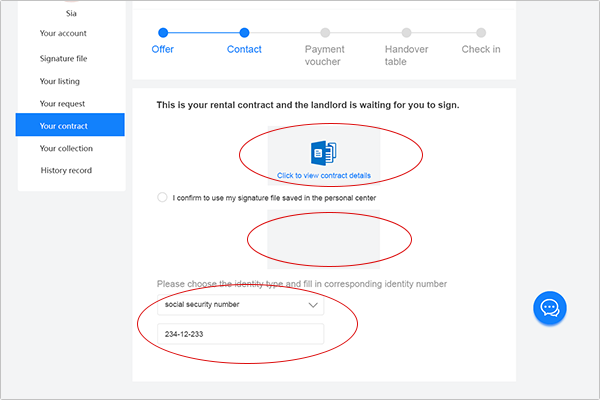 Sia
Your account
Signature file
Your listing
Your request
Your contract
Your collection
History record
Offer
Contact
Payment
voucher
Handover
table
Check in
This is your rental contract and the landlord is waiting for you to sign.
Click to view contract details
I confirm to use my signature file saved in the personal center
Please choose the identity type and fill in corresponding identity number
social security number
234-12-233